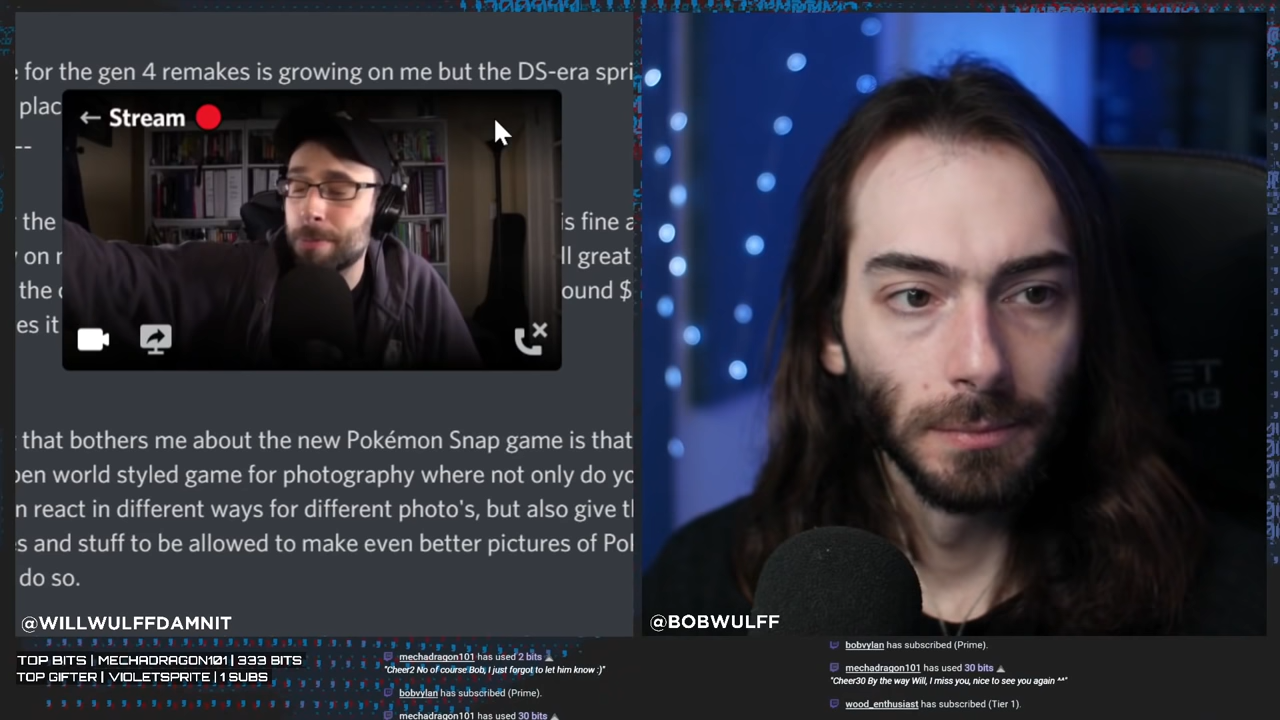 for the gen 4 remakes is growing on me but the DS-era spri
plac
Stream
--
the
is fine a
on
ll great
the
ound $
es it
that bothers me about the new Pokémon Snap game is that
pen world styled game for photography where not only do yo
n react in different ways for different photo's, but also give th
s and stuff to be allowed to make even better pictures of Pok
do so.
@WILLWULFFDAMNIT
@BOBWULFF
TOP BITS | MECHADRAGON101 | 333 BITS
TOP GIFTER | VIOLETSPRITE | 1 SUBS
mechadragon101 has used 2 bits
"Cheer2 No of course Bob, I just forgot to let him know :)"
bobvylan has subscribed (Prime).
mechadragon101 has used 30 bits
bobvylan has subscribed (Prime).
mechadragon101 has used 30 bits
"Cheer30 By the way Will, I miss you, nice to see you again ^^"
wood_enthusiast has subscribed (Tier 1).